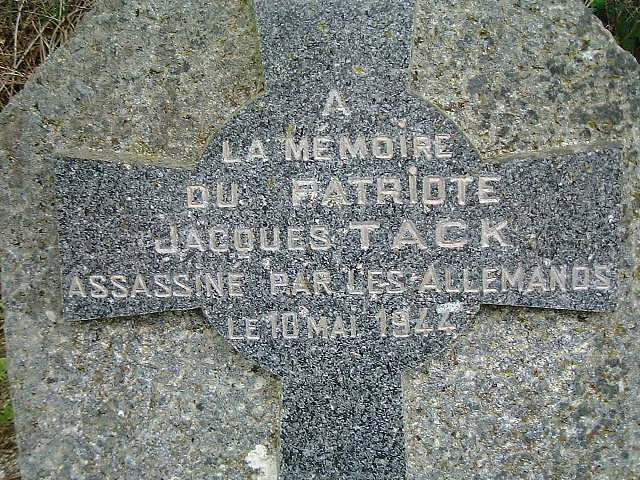 A
LA MÉMOIRE
DU PATRIOTE
JACQUES TACK
ASSASSINÉ PAR LES ALLEMANDS
LE 10 MAI 1944